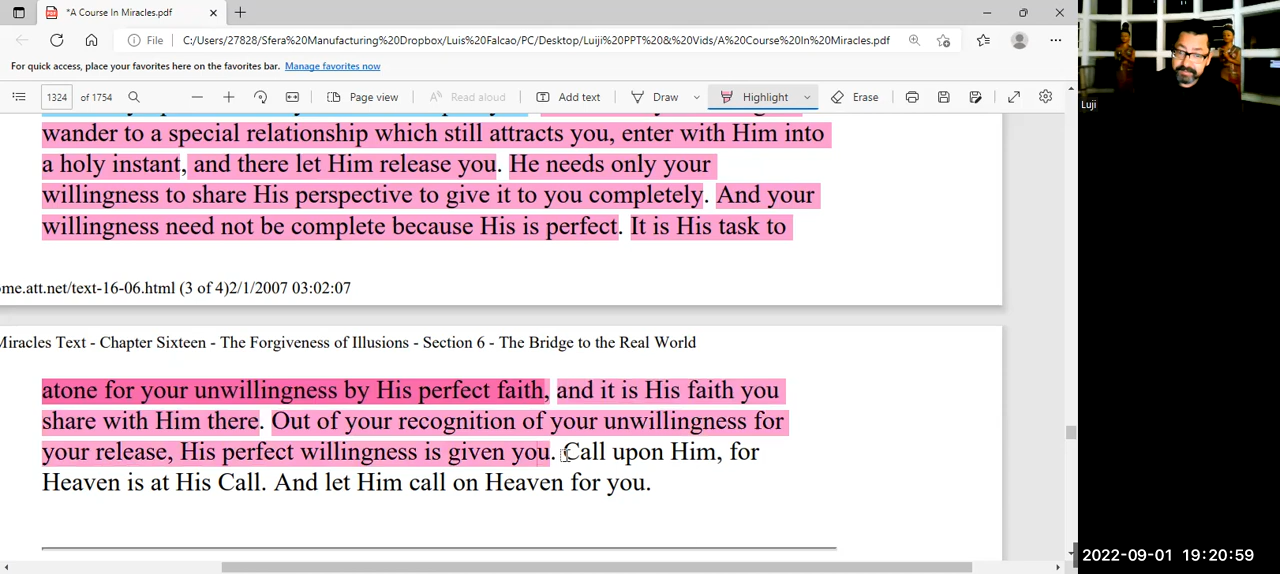 *A Course In Miracles.pdf
File C:/Users/27828/Sfera%20Manufacturing%20Dropbox/Luis%20Falcao/PC/Desktop/Luiji%20PPT%20&%20Vids/A%20Course%20In%20Miracles.pdf
For quick access, place your favorites here on the favorites bar. Manage favorites now
1324 of 1754 Page view Read aloud Add text Draw Highlight Erase
Luji
wander to a special relationship which still attracts you, enter with Him into
a holy instant, and there let Him release you. He needs only your
willingness to share His perspective to give it to you completely. And your
willingness need not be complete because His is perfect. It is His task to
ome.att.net/text-16-06.html (3 of 4)2/1/2007 03:02:07
Miracles Text - Chapter Sixteen - The Forgiveness of Illusions - Section 6 - The Bridge to the Real World
atone for your unwillingness by His perfect faith, and it is His faith you
share with Him there. Out of your recognition of your unwillingness for
your release, His perfect willingness is given you. Call upon Him, for
Heaven is at His Call. And let Him call on Heaven for you.
2022-09-01 19:20:59